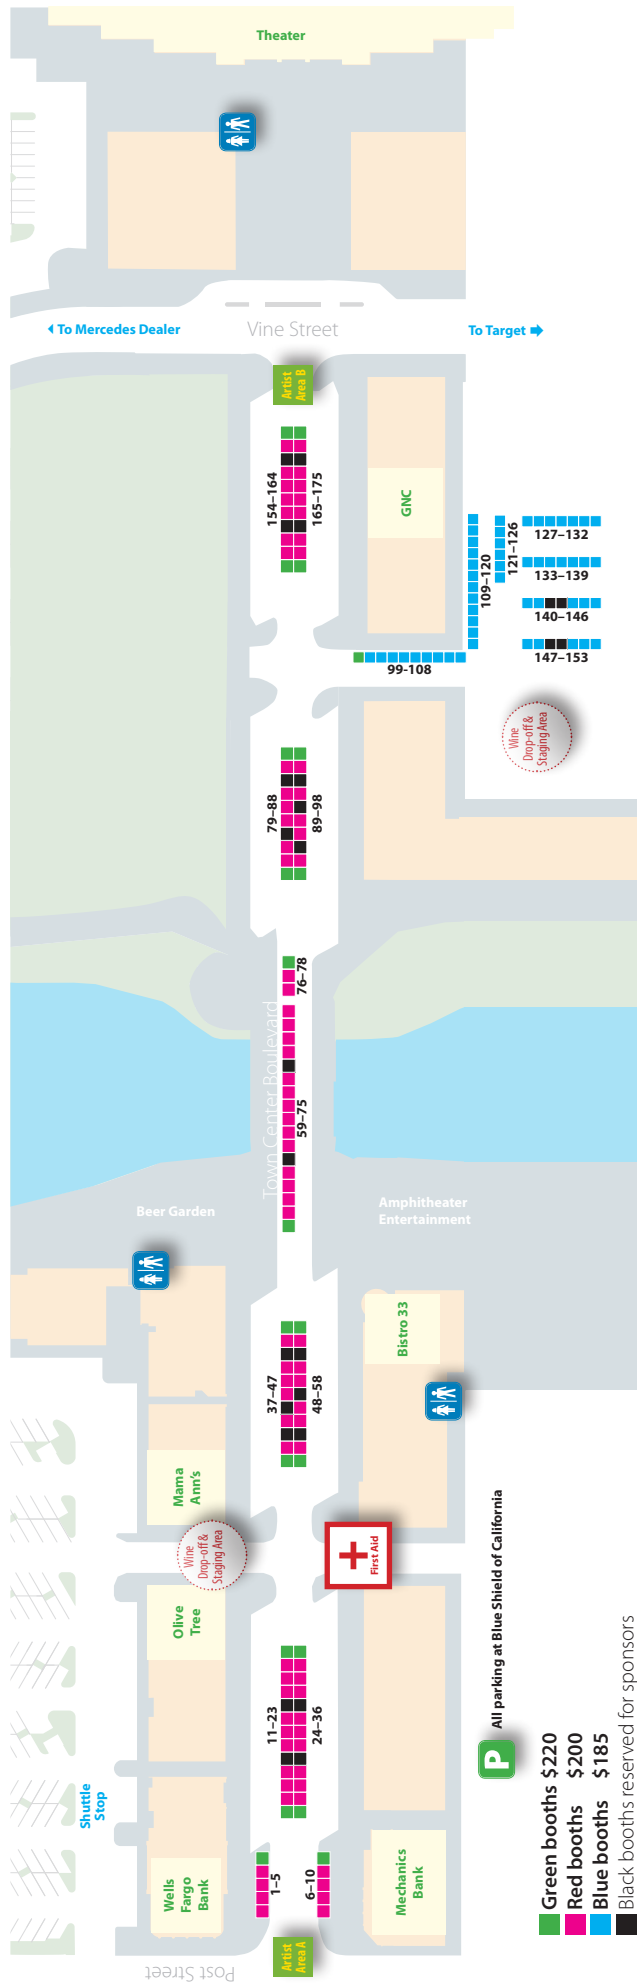 Theater
To Mercedes Dealer
Vine Street
To Target
Artist
Area B
154–164
165–175
GNC
109–120
121–126
127–132
133–139
140–146
147–153
99-108
Wine
Drop-off &
Staging Area
79–88
89–98
76–78
Town Center Boulevard
59–75
Beer Garden
Amphitheater
Entertainment
Bistro 33
37–47
48–58
Mama
Ann's
Wine
Drop-off &
Staging Area
First Aid
Olive
Tree
11–23
24–36
P
All parking at Blue Shield of California
Shuttle
Stop
Wells
Fargo
Bank
1–5
6–10
Mechanics
Bank
Artist
Area A
Post Street
Green booths $220
Red booths $200
Blue booths $185
Black booths reserved for sponsors